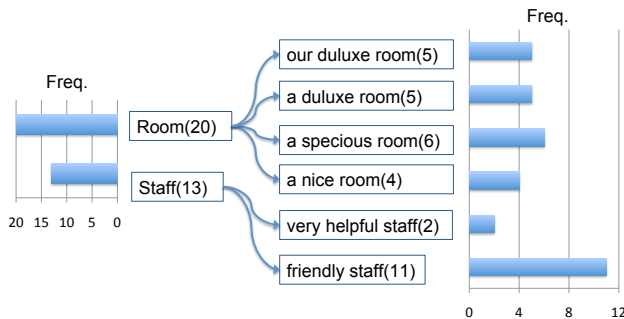 Freq.
our duluxe room(5)
Freq.
a duluxe room(5)
Room(20)
a specious room(6)
a nice room(4)
Staff(13)
very helpful staff(2)
friendly staff(11)
20 15 10 5 0
0 4 8 12